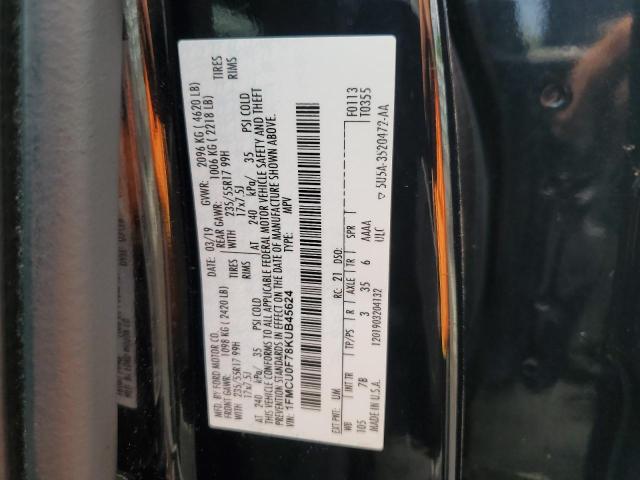 MFD. BY FORD MOTOR CO.
DATE: 03/19 GVWR: 2096 KG ( 4620 LB)
FRONT GAWR: 1098 KG ( 2420 LB) REAR GAWR: 1006 KG ( 2218 LB)
235/55R17 99H TIRES WITH 235/55R17 99H TIRES
17x7.5J RIMS 17x7.5J RIMS
AT 240 kPa/ 35 PSI COLD AT 240 kPa/ 35 PSI COLD
THIS VEHICLE CONFORMS TO ALL APPLICABLE FEDERAL MOTOR VEHICLE SAFETY AND THEFT
PREVENTION STANDARDS IN EFFECT ON THE DATE OF MANUFACTURE SHOWN ABOVE.
VIN: 1FMCU0F78KUB45624 TYPE: MPV
F0113
T0355
EXT PNT: UM RC: 21 DSO:
WB INT TR TP/PS R AXLE TR SPR
105 7B 3 35 6 AAAA
MADE IN U.S.A. 1201903204132 ULC
5U5A-3520472-AA